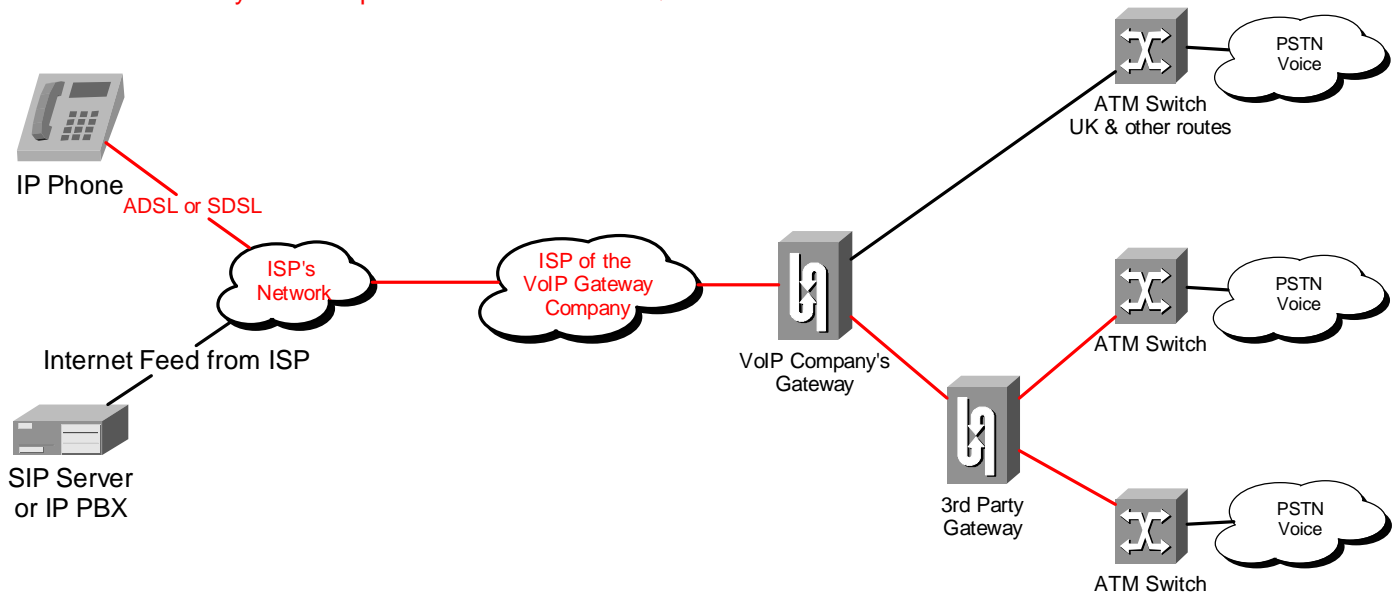 PSTN
Voice
ATM Switch
UK & other routes
IP Phone
ADSL or SDSL
ISP's
Network
ISP of the
VoIP Gateway
Company
PSTN
Voice
ATM Switch
VoIP Company's
Gateway
Internet Feed from ISP
SIP Server
or IP PBX
3rd Party
Gateway
PSTN
Voice
ATM Switch